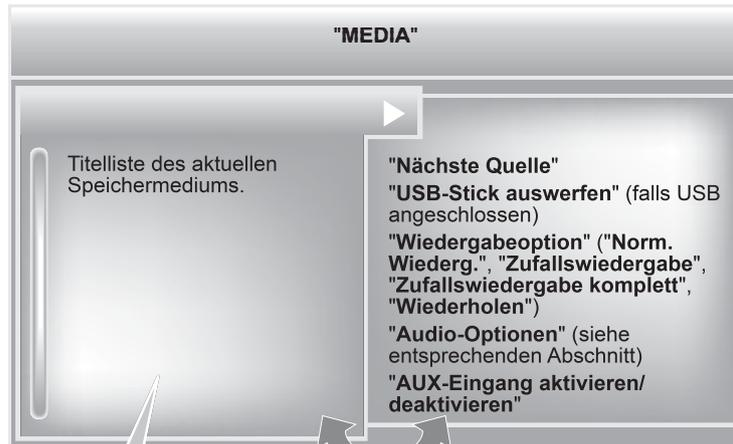 "MEDIA"
Titelliste des aktuellen
Speichermediums.
"Nächste Quelle"
"USB-Stick auswerfen" (falls USB
angeschlossen)
"Wiedergabeoption" ("Norm.
Wiederg.", "Zufallswiedergabe",
"Zufallswiedergabe komplett",
"Wiederholen")
"Audio-Optionen" (siehe
entsprechenden Abschnitt)
"AUX-Eingang aktivieren/
deaktivieren"